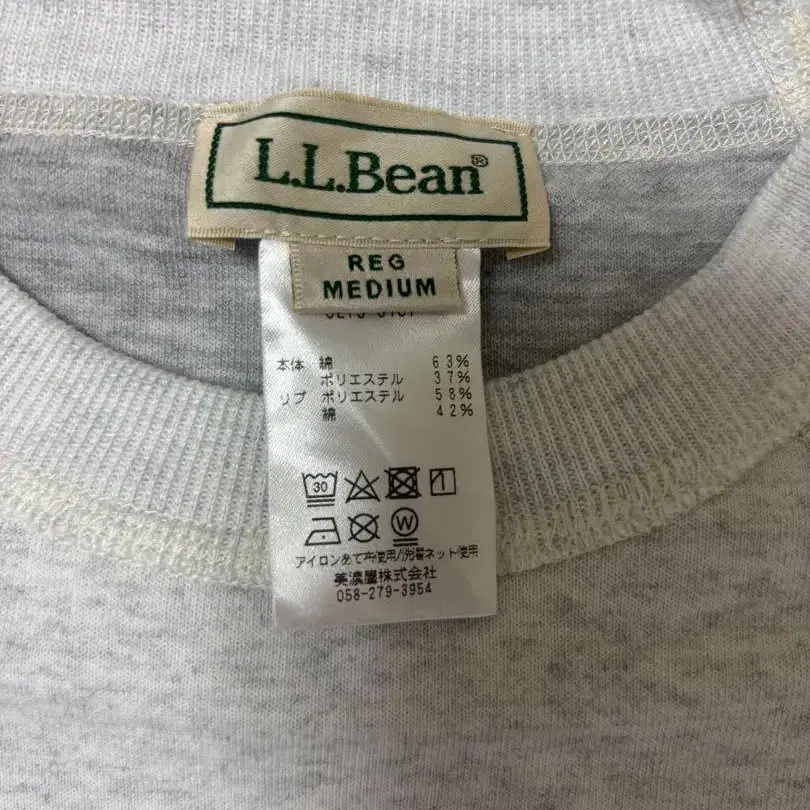 L.L.Bean®
REG
MEDIUM
本体 綿 63%
ポリエステル 37%
リブ ポリエステル 58%
綿 42%
30
W
アイロンあて布使用/洗濯ネット使用
美濃屋株式会社
058-279-3954